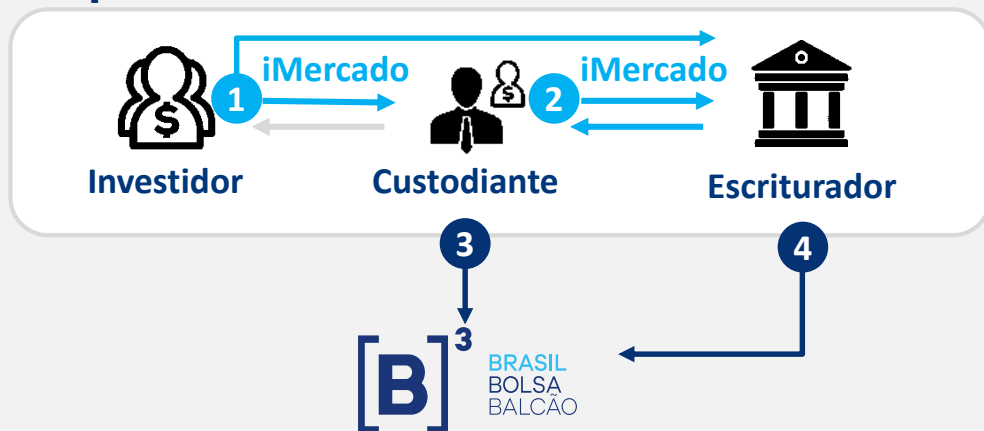 iMercado
iMercado
1
2
$
$
Investidor
Custodiante
Escriturador
3
4
[B]³
BRASIL
BOLSA
BALCÃO